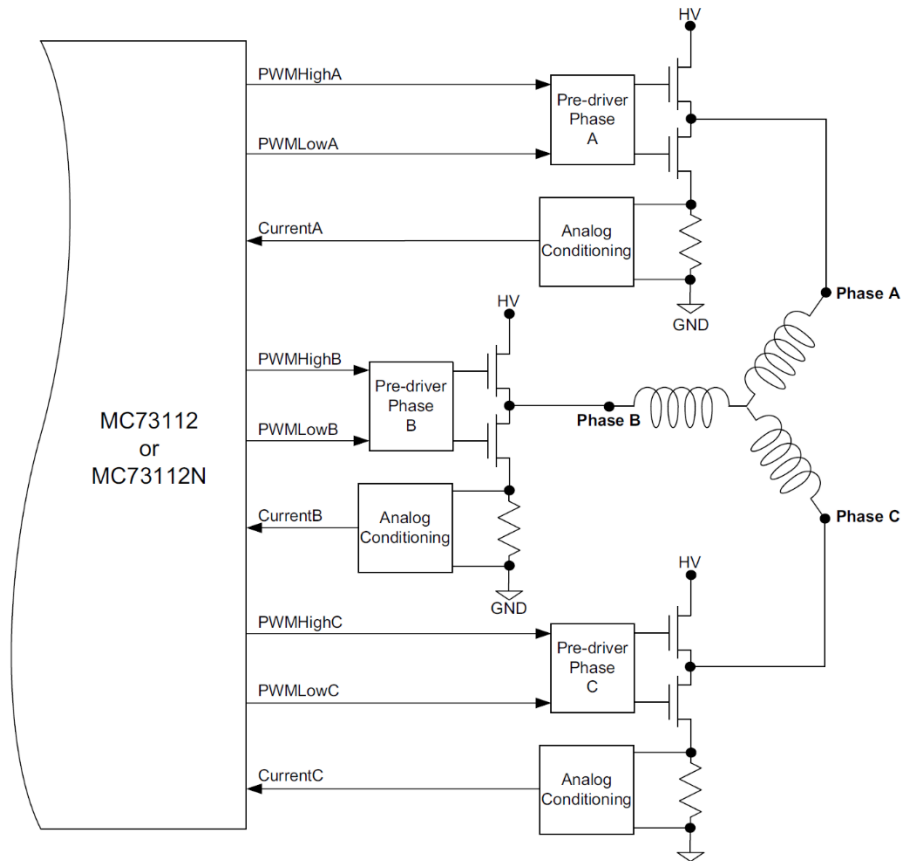 HV
PWMHighA
Pre-driver
Phase
A
PWMLowA
CurrentA
Analog
Conditioning
GND
Phase A
HV
PWMHighB
Pre-driver
Phase
B
PWMLowB
Phase B
MC73112
or
MC73112N
CurrentB
Analog
Conditioning
GND
Phase C
HV
PWMHighC
Pre-driver
Phase
C
PWMLowC
CurrentC
Analog
Conditioning